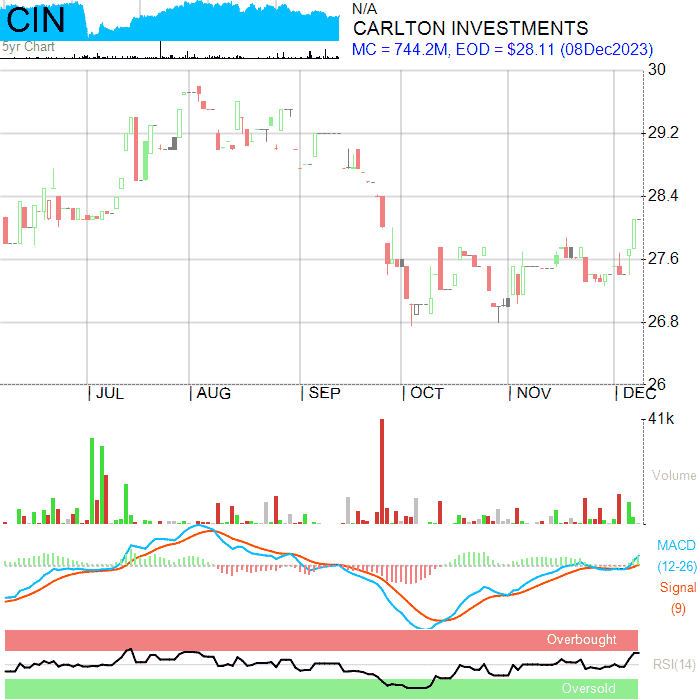 CIN
5yr Chart
N/A
CARLTON INVESTMENTS
MC = 744.2M, EOD = $28.11 (08Dec2023)
30
29.2
28.4
27.6
26.8
26
JUL AUG SEP OCT NOV DEC
41k
Volume
MACD
(12-26)
Signal
(9)
Overbought
RSI(14)
Oversold